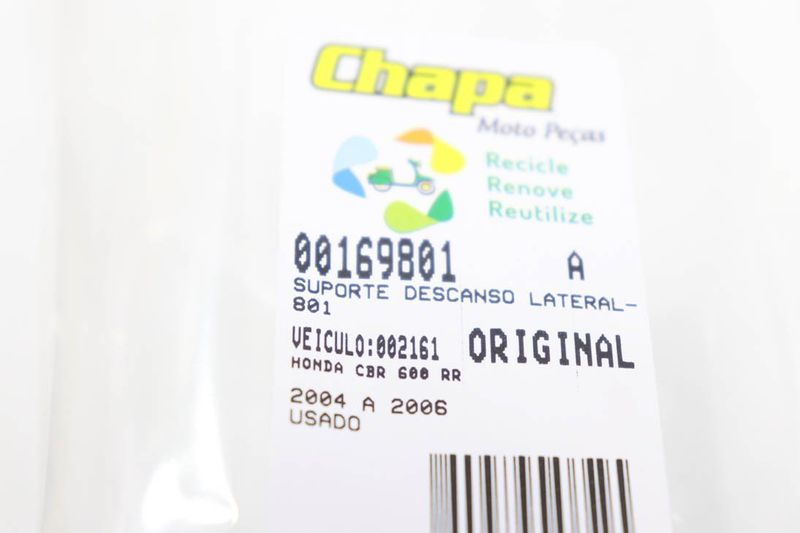 Chapa
Moto Peças
Recicle
Renove
Reutilize
00169801 A
SUPORTE DESCANSO LATERAL-
801
VEICULO:002161 ORIGINAL
HONDA CBR 600 RR
2004 A 2006
USADO